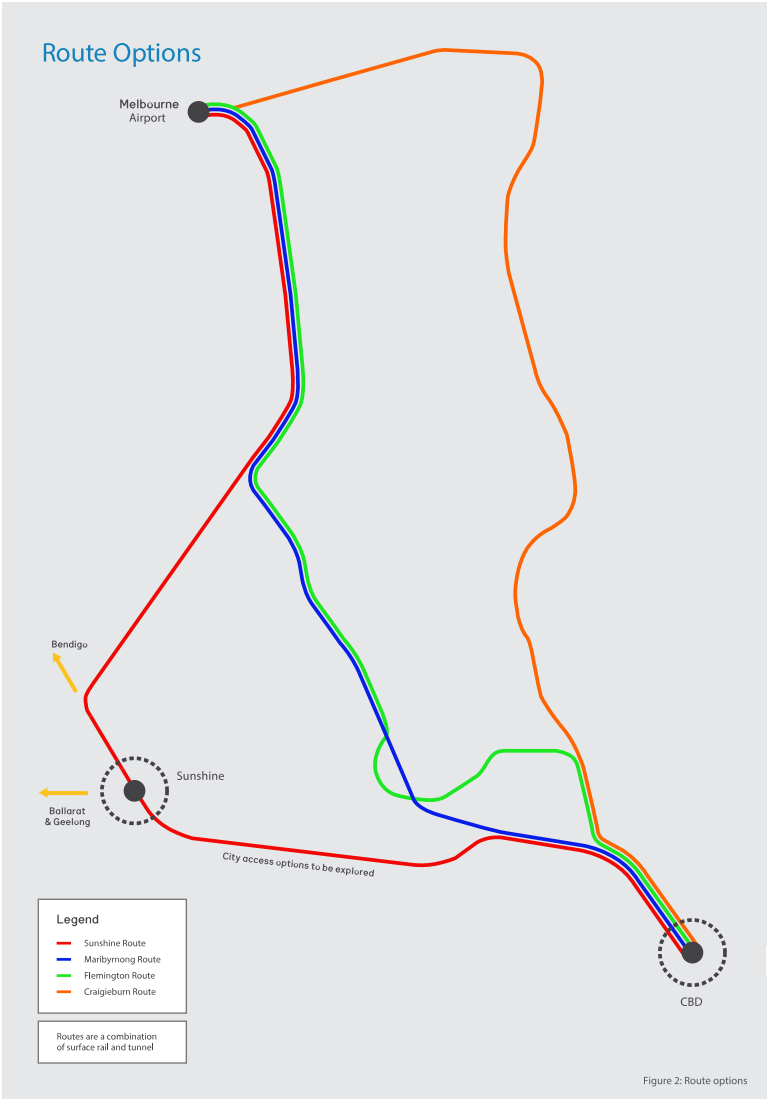 Route Options
Melbourne
Airport
Bendigo
Sunshine
Ballarat
& Geelong
City access options to be explored
Legend
Sunshine Route
Maribyrnong Route
Flemington Route
Craigieburn Route
CBD
Routes are a combination
of surface rail and tunnel
Figure 2: Route options